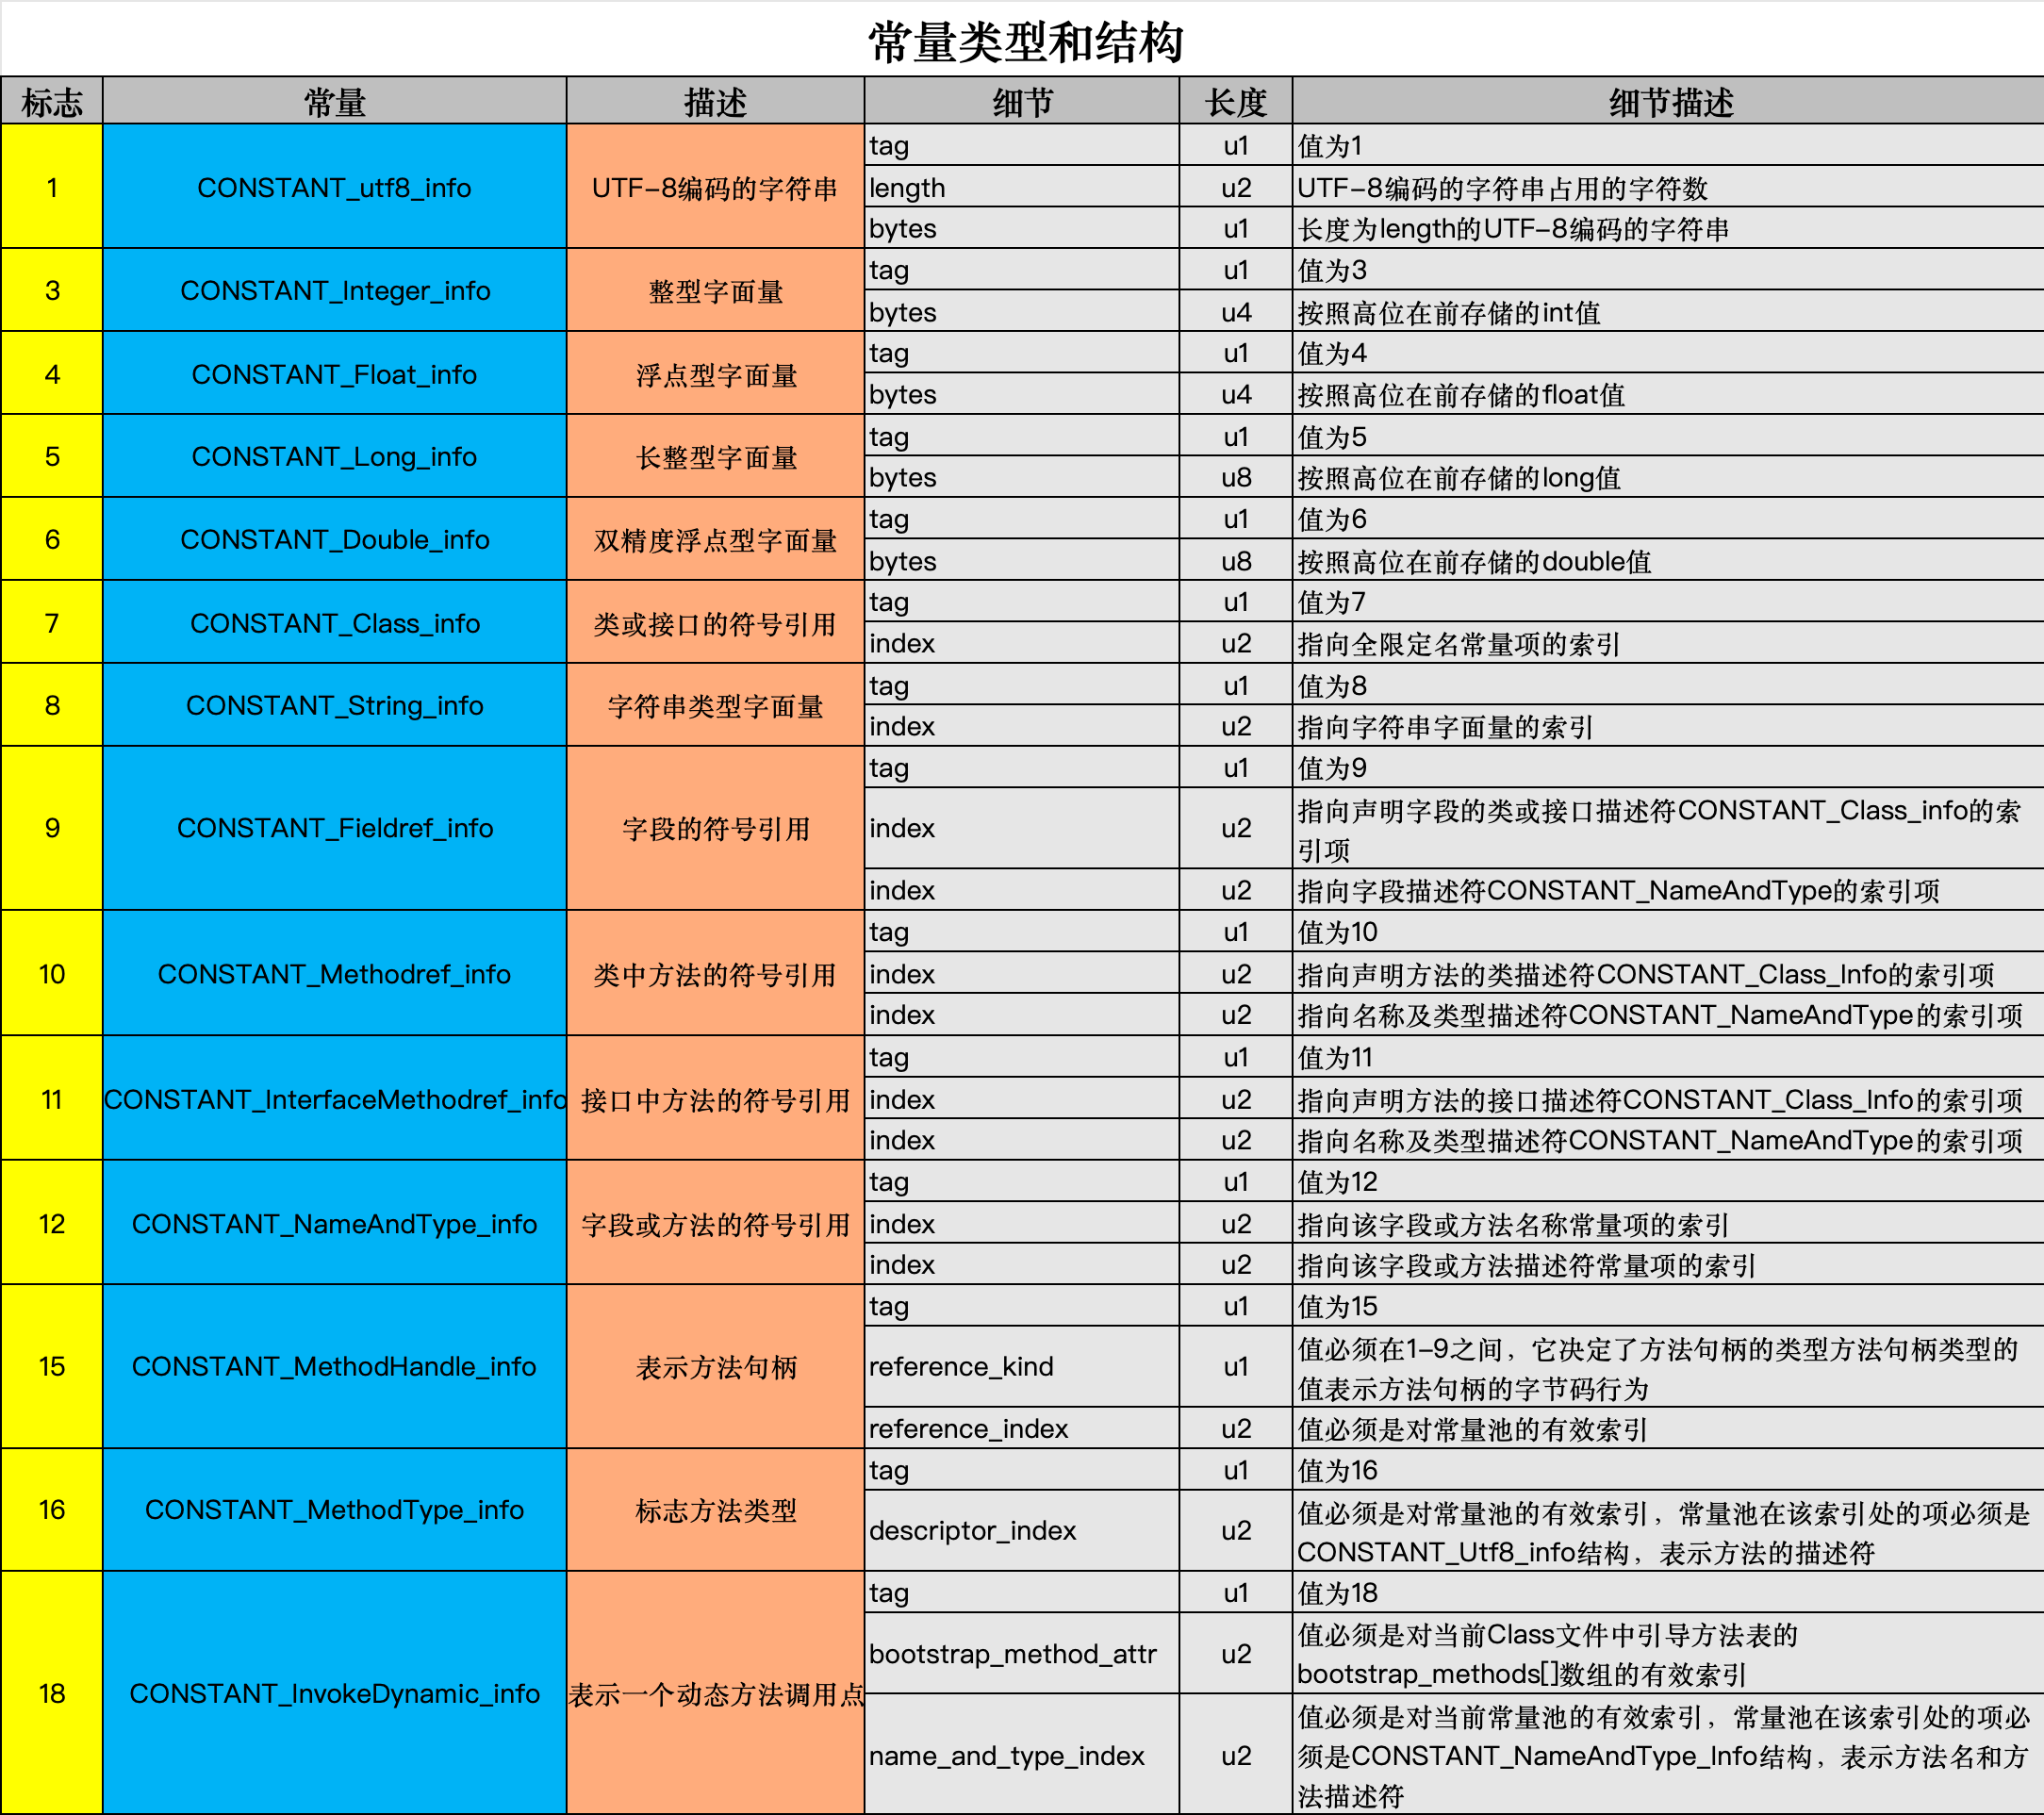 常量类型和结构
标志 常量 描述 细节 长度 细节描述
1 CONSTANT_utf8_info UTF-8编码的字符串 tag u1 值为1
length u2 UTF-8编码的字符串占用的字符数
bytes u1 长度为length的UTF-8编码的字符串
3 CONSTANT_Integer_info 整型字面量 tag u1 值为3
bytes u4 按照高位在前存储的int值
4 CONSTANT_Float_info 浮点型字面量 tag u1 值为4
bytes u4 按照高位在前存储的float值
5 CONSTANT_Long_info 长整型字面量 tag u1 值为5
bytes u8 按照高位在前存储的long值
6 CONSTANT_Double_info 双精度浮点型字面量 tag u1 值为6
bytes u8 按照高位在前存储的double值
7 CONSTANT_Class_info 类或接口的符号引用 tag u1 值为7
index u2 指向全限定名常量项的索引
8 CONSTANT_String_info 字符串类型字面量 tag u1 值为8
index u2 指向字符串字面量的索引
9 CONSTANT_Fieldref_info 字段的符号引用 tag u1 值为9
index u2 指向声明字段的类或接口描述符CONSTANT_Class_info的索
引项
index u2 指向字段描述符CONSTANT_NameAndType的索引项
10 CONSTANT_Methodref_info 类中方法的符号引用 tag u1 值为10
index u2 指向声明方法的类描述符CONSTANT_Class_Info的索引项
index u2 指向名称及类型描述符CONSTANT_NameAndType的索引项
11 CONSTANT_InterfaceMethodref_info 接口中方法的符号引用 tag u1 值为11
index u2 指向声明方法的接口描述符CONSTANT_Class_Info的索引项
index u2 指向名称及类型描述符CONSTANT_NameAndType的索引项
12 CONSTANT_NameAndType_info 字段或方法的符号引用 tag u1 值为12
index u2 指向该字段或方法名称常量项的索引
index u2 指向该字段或方法描述符常量项的索引
15 CONSTANT_MethodHandle_info 表示方法句柄 tag u1 值为15
reference_kind u1 值必须在1-9之间，它决定了方法句柄的类型方法句柄类型的
值表示方法句柄的字节码行为
reference_index u2 值必须是对常量池的有效索引
16 CONSTANT_MethodType_info 标志方法类型 tag u1 值为16
descriptor_index u2 值必须是对常量池的有效索引，常量池在该索引处的项必须是
CONSTANT_Utf8_info结构，表示方法的描述符
18 CONSTANT_InvokeDynamic_info 表示一个动态方法调用点 tag u1 值为18
bootstrap_method_attr u2 值必须是对当前Class文件中引导方法表的
bootstrap_methods[]数组的有效索引
name_and_type_index u2 值必须是对当前常量池的有效索引，常量池在该索引处的项必
须是CONSTANT_NameAndType_Info结构，表示方法名和方
法描述符